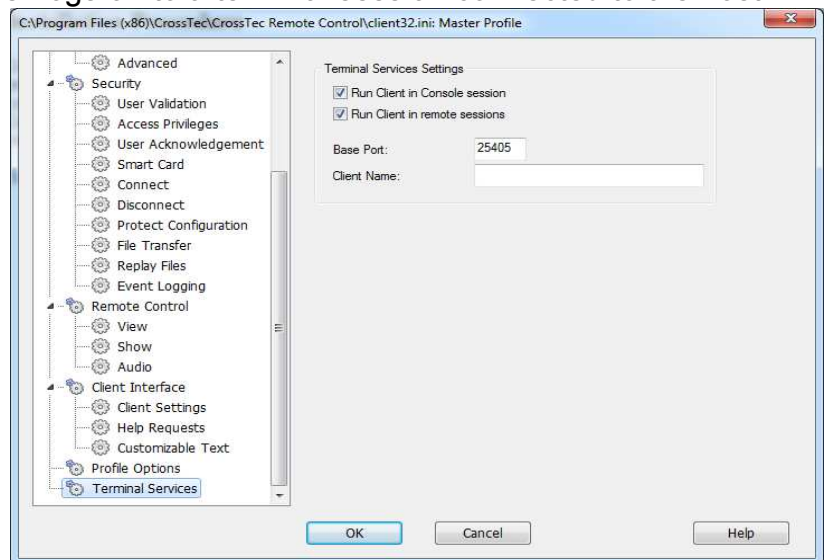 C:\Program Files (x86)\CrossTec\CrossTec Remote Control\client32.ini: Master Profile
Advanced
Security
User Validation
Access Privileges
User Acknowledgement
Smart Card
Connect
Disconnect
Protect Configuration
File Transfer
Replay Files
Event Logging
Remote Control
View
Show
Audio
Client Interface
Client Settings
Help Requests
Customizable Text
Profile Options
Terminal Services
Terminal Services Settings
Run Client in Console session
Run Client in remote sessions
Base Port: 25405
Client Name:
OK Cancel Help